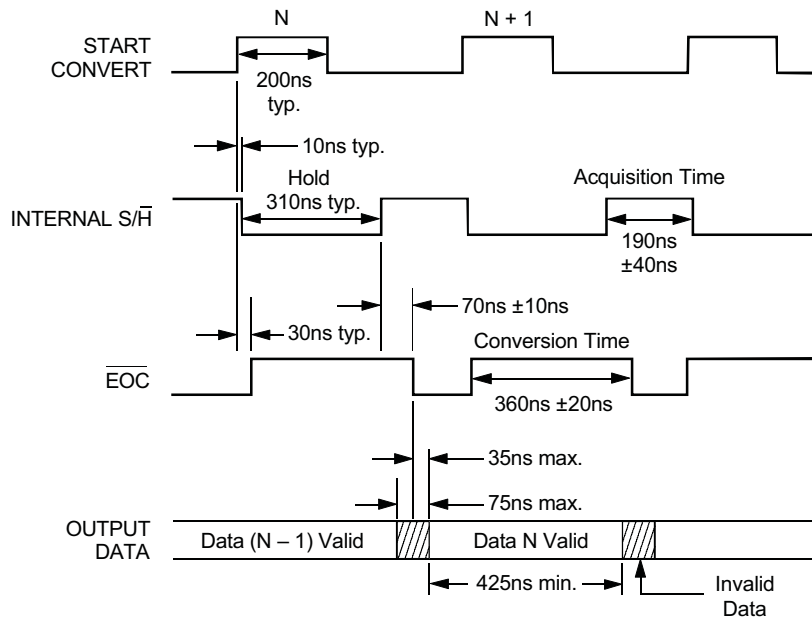 N
N + 1
START
CONVERT
200ns
typ.
10ns typ.
Hold
310ns typ.
Acquisition Time
INTERNAL S/H̅
190ns
±40ns
70ns ±10ns
30ns typ.
Conversion Time
E̅O̅C̅
360ns ±20ns
35ns max.
75ns max.
OUTPUT
DATA
Data (N – 1) Valid
Data N Valid
425ns min.
Invalid
Data